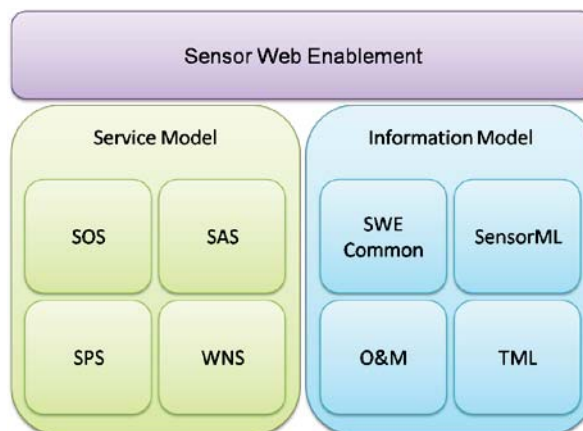 Sensor Web Enablement
Service Model
Information Model
SOS
SAS
SWE
Common
SensorML
SPS
WNS
O&M
TML